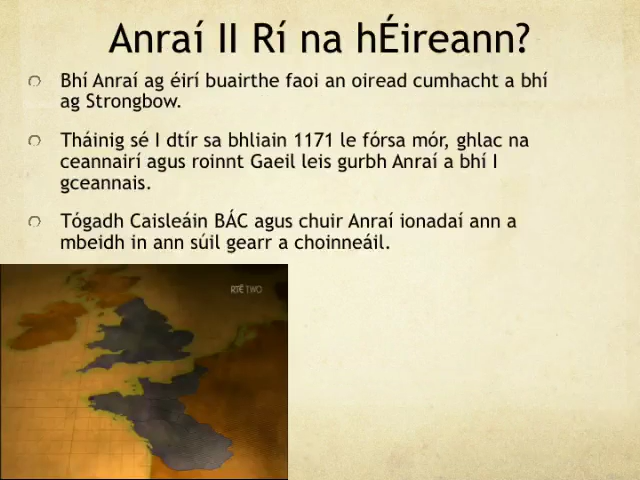 Anraí II Rí na hÉireann?
Bhí Anraí ag éirí buairthe faoi an oiread cumhacht a bhí
ag Strongbow.
Tháinig sé I dtír sa bhliain 1171 le fórsa mór, ghlac na
ceannairí agus roinnt Gaeil leis gurbh Anraí a bhí I
gceannais.
Tógadh Caisleáin BÁC agus chuir Anraí ionadaí ann a
mbeidh in ann súil gearr a choinneáil.
RTÉ TWO